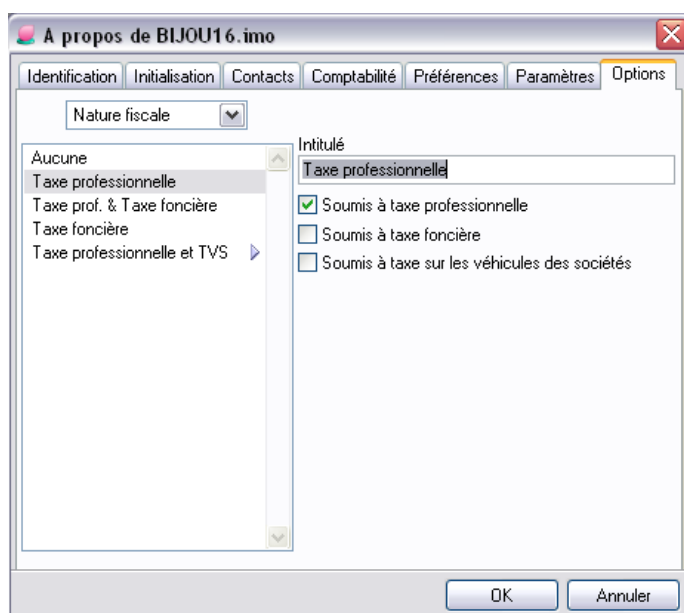 A propos de BIJOU16.imo
Identification Initialisation Contacts Comptabilité Préférences Paramètres Options
Nature fiscale
Aucune
Taxe professionnelle
Taxe prof. & Taxe foncière
Taxe foncière
Taxe professionnelle et TVS
Intitulé
Taxe professionnelle
Soumis à taxe professionnelle
Soumis à taxe foncière
Soumis à taxe sur les véhicules des sociétés
OK Annuler